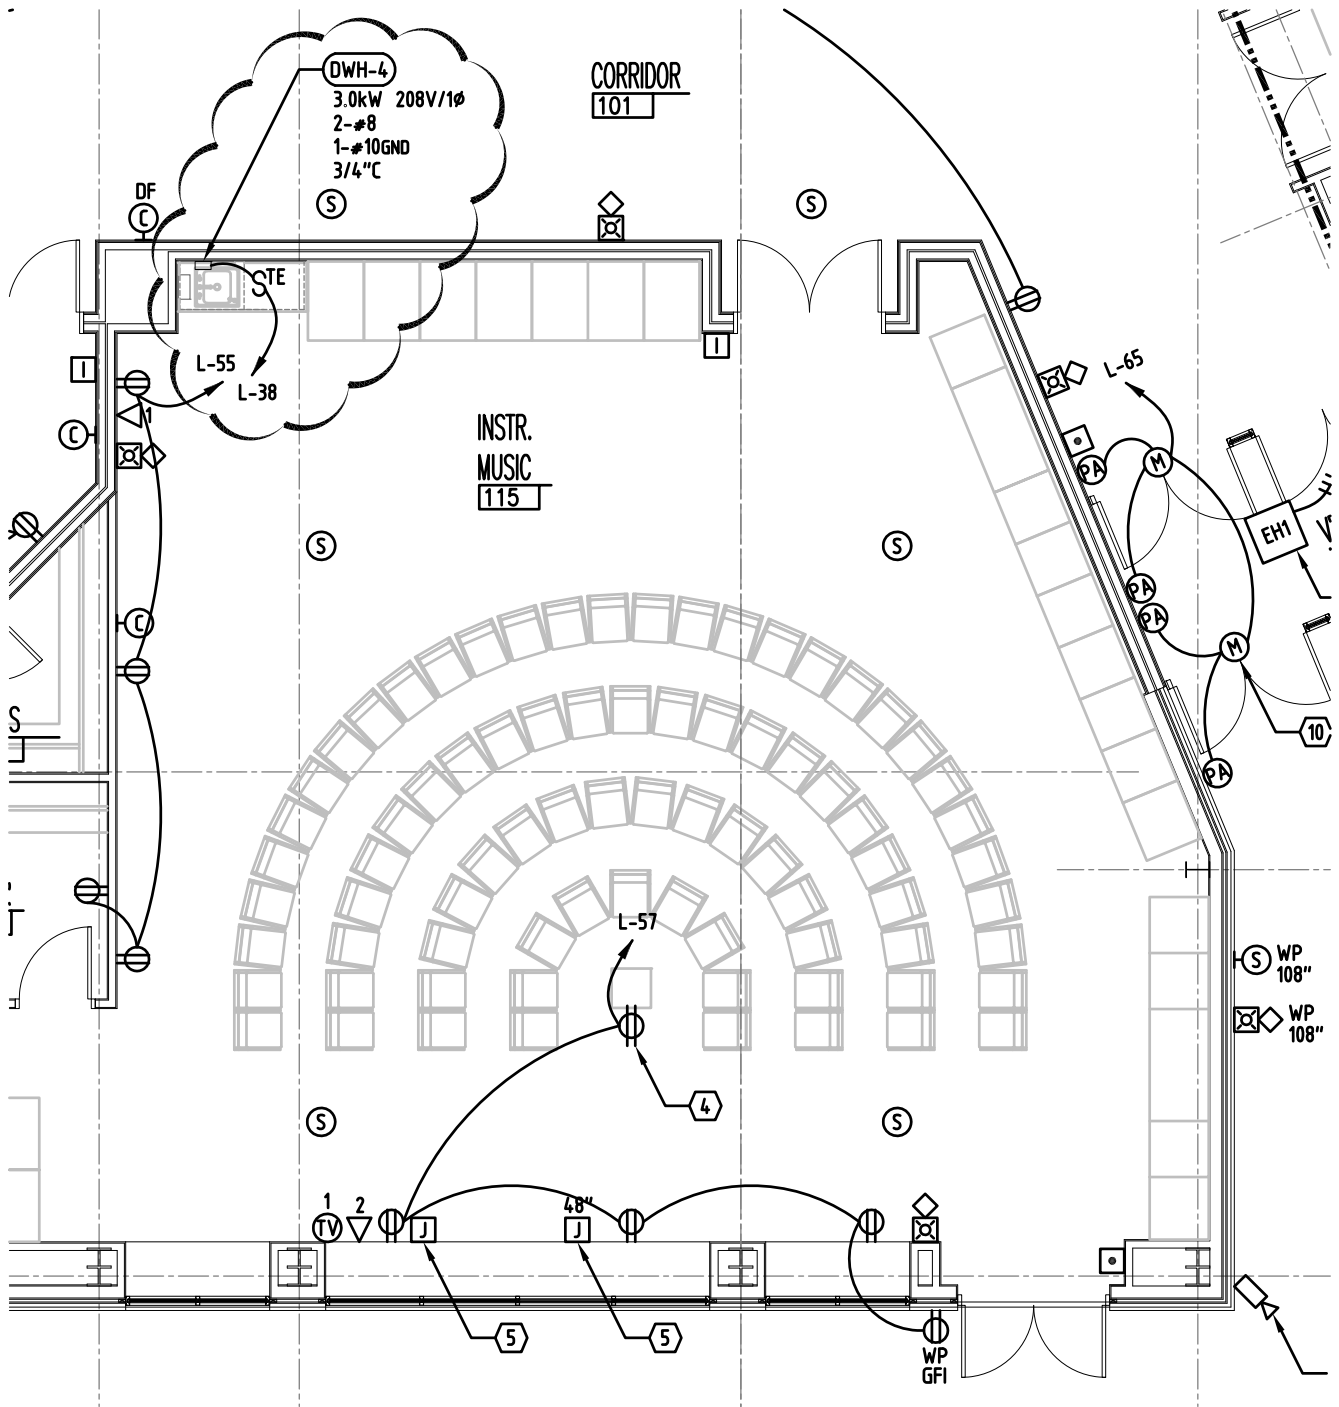 DWH-4
3.0kW 208V/1ø
2-#8
1-#10GND
3/4"C
CORRIDOR
101
DF
C
S
S
S TE
I
I
L-55
L-38
1
C
L-65
INSTR.
MUSIC
115
PA
M
EH1
S
S
C
PA
PA
M
10
S
PA
L-57
S WP
108"
WP
108"
4
S
S
1
2
48"
TV
J
J
5
5
WP
GFI